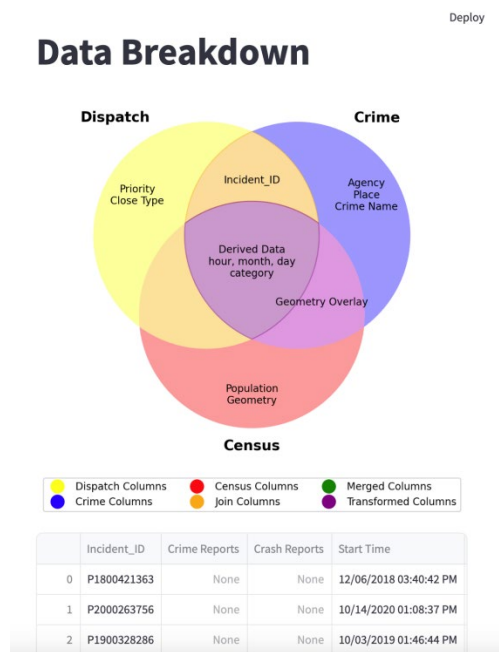 Deploy
Data Breakdown
Dispatch
Crime
Incident_ID
Priority
Close Type
Agency
Place
Crime Name
Derived Data
hour, month, day
category
Geometry Overlay
Population
Geometry
Census
Dispatch Columns Census Columns Merged Columns
Crime Columns Join Columns Transformed Columns
Incident_ID Crime Reports Crash Reports Start Time
0 P1800421363 None None 12/06/2018 03:40:42 PM
1 P2000263756 None None 10/14/2020 01:08:37 PM
2 P1900328286 None None 10/03/2019 01:46:44 PM